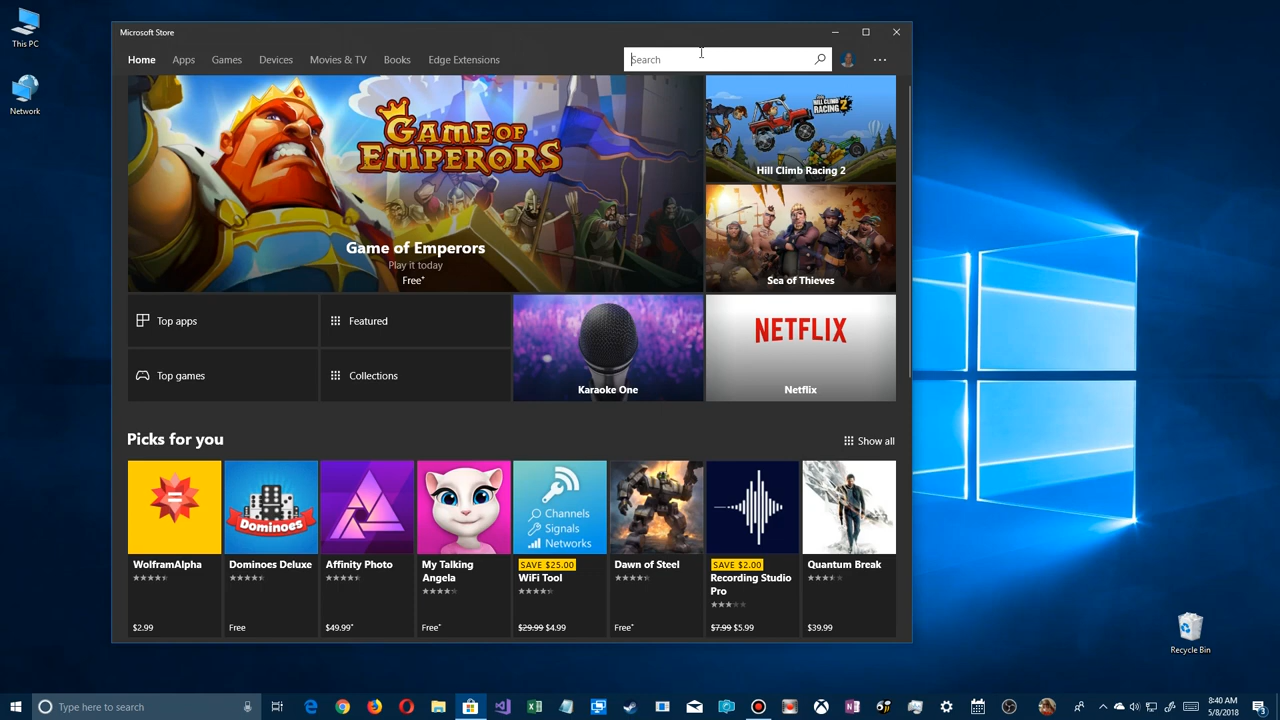 This PC
Network
Microsoft Store
Home Apps Games Devices Movies & TV Books Edge Extensions
Search
GAME OF
EMPERORS
Game of Emperors
Play it today
Free*
HILL CLIMB
RACING 2
Hill Climb Racing 2
Sea of Thieves
Top apps
Featured
Top games
Collections
Karaoke One
NETFLIX
Netflix
Picks for you
Show all
Dominoes
Channels
Signals
Networks
WolframAlpha
$2.99
Dominoes Deluxe
Free
Affinity Photo
$49.99*
My Talking
Angela
Free*
SAVE $25.00
WiFi Tool
$29.99 $4.99
Dawn of Steel
Free*
SAVE $2.00
Recording Studio
Pro
$7.99 $5.99
Quantum Break
$39.99
Recycle Bin
Type here to search
8:40 AM
5/8/2018
3